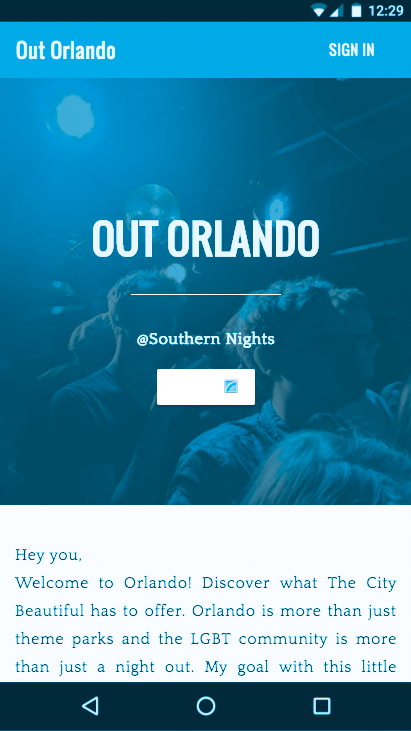 12:29
Out Orlando SIGN IN
OUT ORLANDO
@Southern Nights
Hey you,
Welcome to Orlando! Discover what The City
Beautiful has to offer. Orlando is more than just
theme parks and the LGBT community is more
than just a night out. My goal with this little